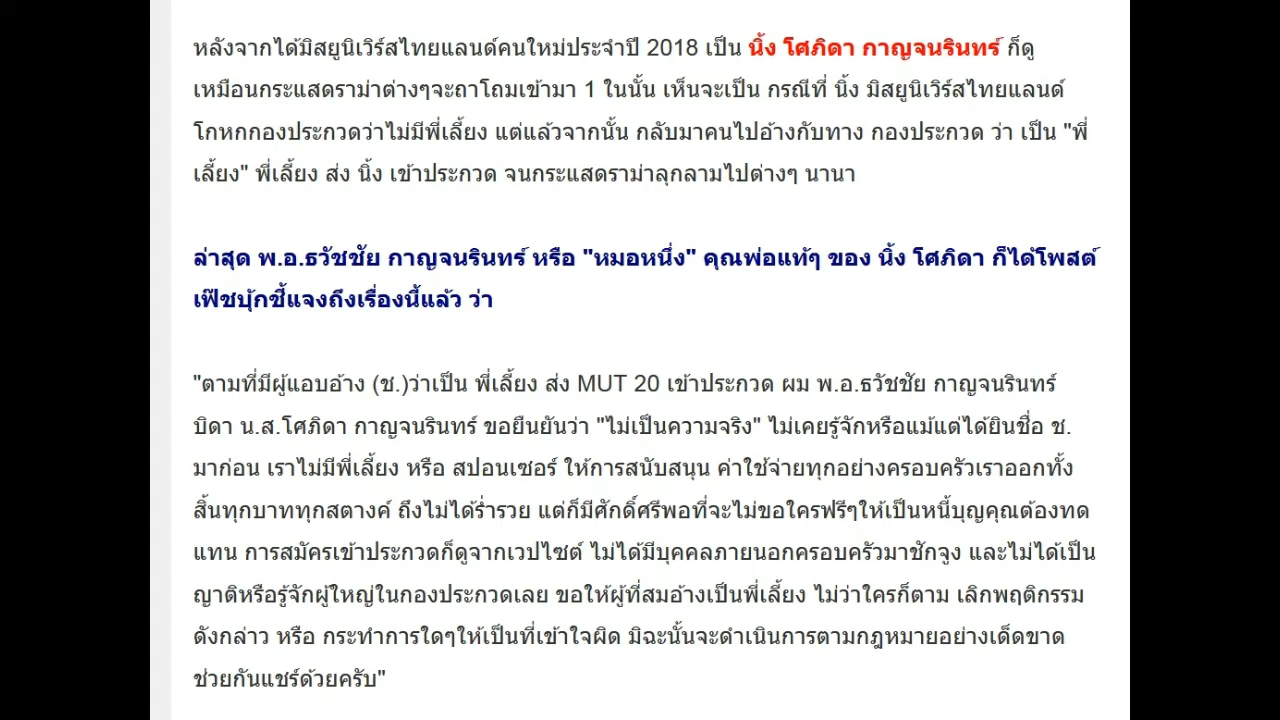 หลังจากได้มิสยูนิเวิร์สไทยแลนด์คนใหม่ประจำปี 2018 เป็น นิ้ง โศภิดา กาญจนรินทร์ ก็ดู
เหมือนกระแสดราม่าต่างๆจะถาโถมเข้ามา 1 ในนั้น เห็นจะเป็น กรณีที่ นิ้ง มิสยูนิเวิร์สไทยแลนด์
โกหกกองประกวดว่าไม่มีพี่เลี้ยง แต่แล้วจากนั้น กลับมาคนไปอ้างกับทาง กองประกวด ว่า เป็น "พี่
เลี้ยง" พี่เลี้ยง ส่ง นิ้ง เข้าประกวด จนกระแสดราม่าลุกลามไปต่างๆ นานา
ล่าสุด พ.อ.ธวัชชัย กาญจนรินทร์ หรือ "หมอหนึ่ง" คุณพ่อแท้ๆ ของ นิ้ง โศภิดา ก็ได้โพสต์
เฟ๊ชบุ้กชี้แจงถึงเรื่องนี้แล้ว ว่า
"ตามที่มีผู้แอบอ้าง (ช.)ว่าเป็น พี่เลี้ยง ส่ง MUT 20 เข้าประกวด ผม พ.อ.ธวัชชัย กาญจนรินทร์
บิดา น.ส.โศภิดา กาญจนรินทร์ ขอยืนยันว่า "ไม่เป็นความจริง" ไม่เคยรู้จักหรือแม้แต่ได้ยินชื่อ ช.
มาก่อน เราไม่มีพี่เลี้ยง หรือ สปอนเซอร์ ให้การสนับสนุน ค่าใช้จ่ายทุกอย่างครอบครัวเราออกทั้ง
สิ้นทุกบาททุกสตางค์ ถึงไม่ได้ร่ำรวย แต่ก็มีศักดิ์ศรีพอที่จะไม่ขอใครฟรีๆให้เป็นหนี้บุญคุณต้องทด
แทน การสมัครเข้าประกวดก็ดูจากเวปไซต์ ไม่ได้มีบุคคลภายนอกครอบครัวมาชักจูง และไม่ได้เป็น
ญาติหรือรู้จักผู้ใหญ่ในกองประกวดเลย ขอให้ผู้ที่สมอ้างเป็นพี่เลี้ยง ไม่ว่าใครก็ตาม เลิกพฤติกรรม
ดังกล่าว หรือ กระทำการใดๆให้เป็นที่เข้าใจผิด มิฉะนั้นจะดำเนินการตามกฎหมายอย่างเด็ดขาด
ช่วยกันแชร์ด้วยครับ"